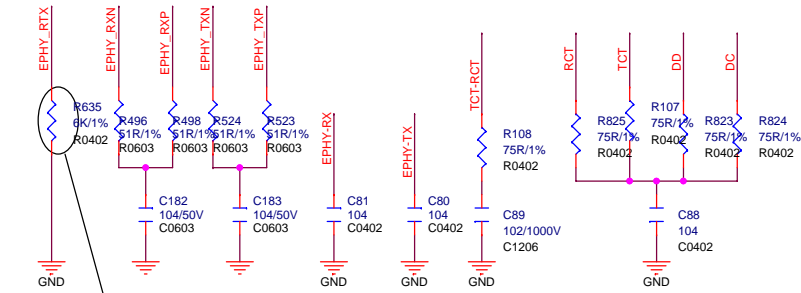 EPHY_RTX
EPHY_RXN
EPHY_RXP
EPHY_TXN
EPHY_TXP
R635
6K/1%
R0402
R496
51R/1%
R0603
R498
51R/1%
R0603
R524
51R/1%
R0603
R523
51R/1%
R0603
C182
104/50V
C0603
C183
104/50V
C0603
EPHY-RX
C81
104
C0402
EPHY-TX
C80
104
C0402
TCT-RCT
R108
75R/1%
R0402
C89
102/1000V
C1206
RCT
TCT
DD
DC
R825
75R/1%
R0402
R107
75R/1%
R0402
R823
75R/1%
R0402
R824
75R/1%
R0402
C88
104
C0402
GND
GND
GND
GND
GND